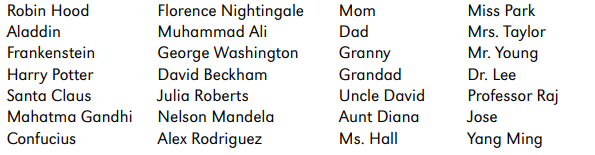 Robin Hood
Aladdin
Frankenstein
Harry Potter
Santa Claus
Mahatma Gandhi
Confucius
Florence Nightingale
Muhammad Ali
George Washington
David Beckham
Julia Roberts
Nelson Mandela
Alex Rodriguez
Mom
Dad
Granny
Grandad
Uncle David
Aunt Diana
Ms. Hall
Miss Park
Mrs. Taylor
Mr. Young
Dr. Lee
Professor Raj
Jose
Yang Ming